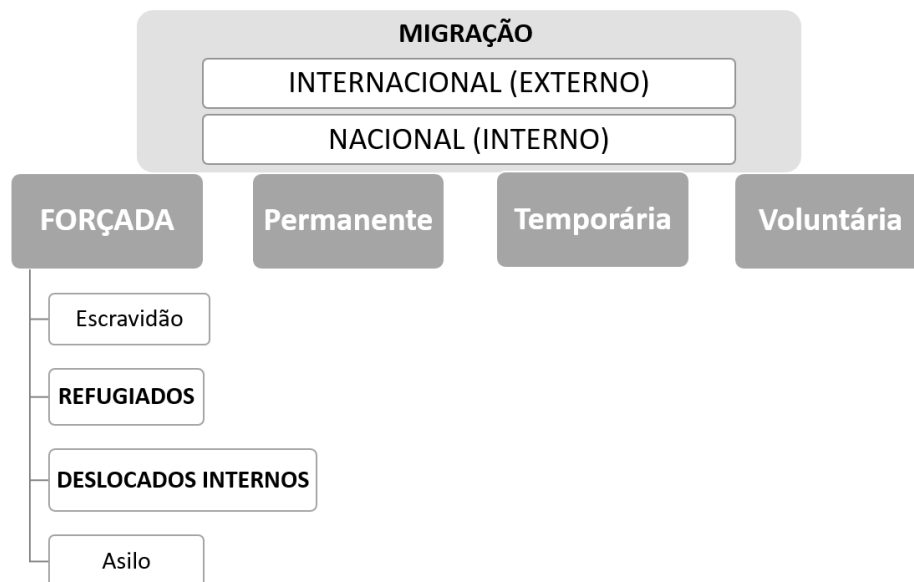 MIGRAÇÃO
INTERNACIONAL (EXTERNO)
NACIONAL (INTERNO)
FORÇADA
Permanente
Temporária
Voluntária
Escravidão
REFUGIADOS
DESLOCADOS INTERNOS
Asilo